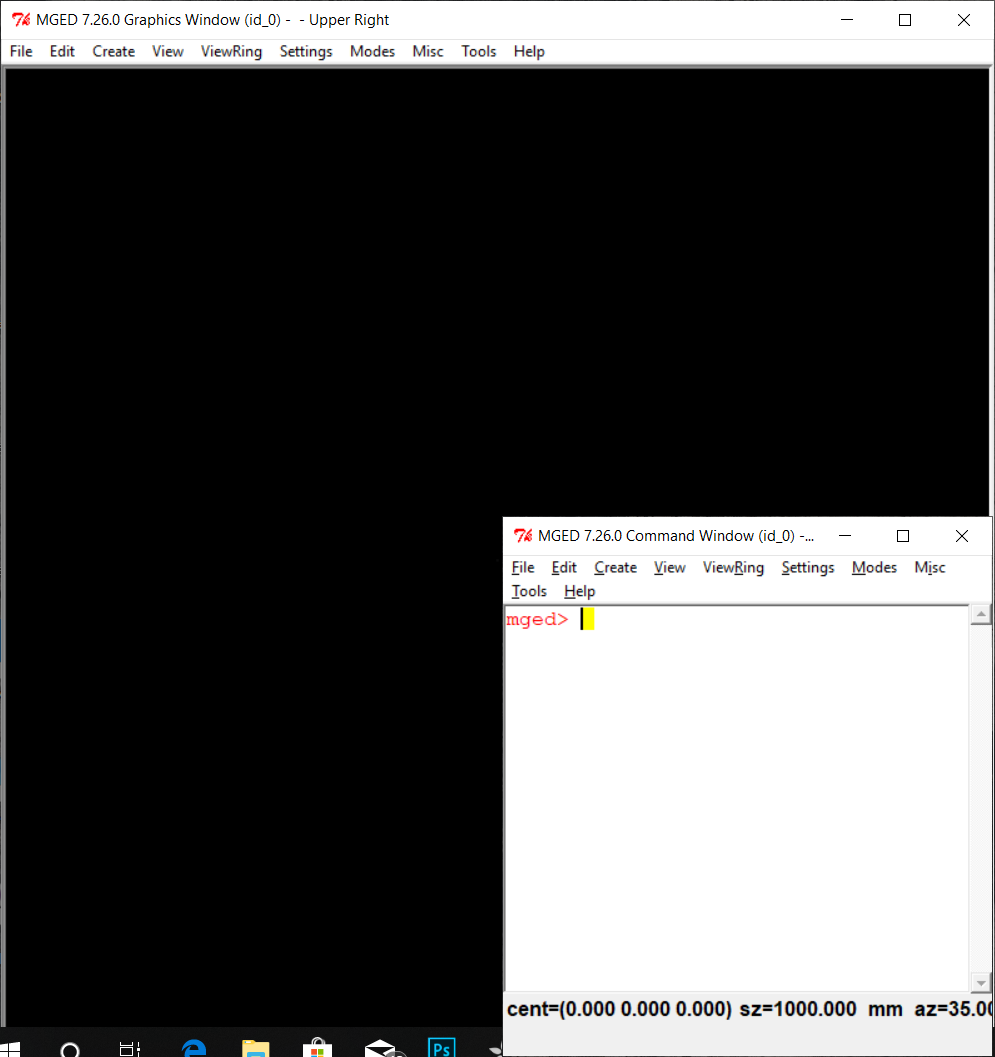 MGED 7.26.0 Graphics Window (id_0) - - Upper Right
File Edit Create View ViewRing Settings Modes Misc Tools Help
MGED 7.26.0 Command Window (id_0) -...
File Edit Create View ViewRing Settings Modes Misc
Tools Help
mged>
cent=(0.000 0.000 0.000) sz=1000.000 mm az=35.00
Ps